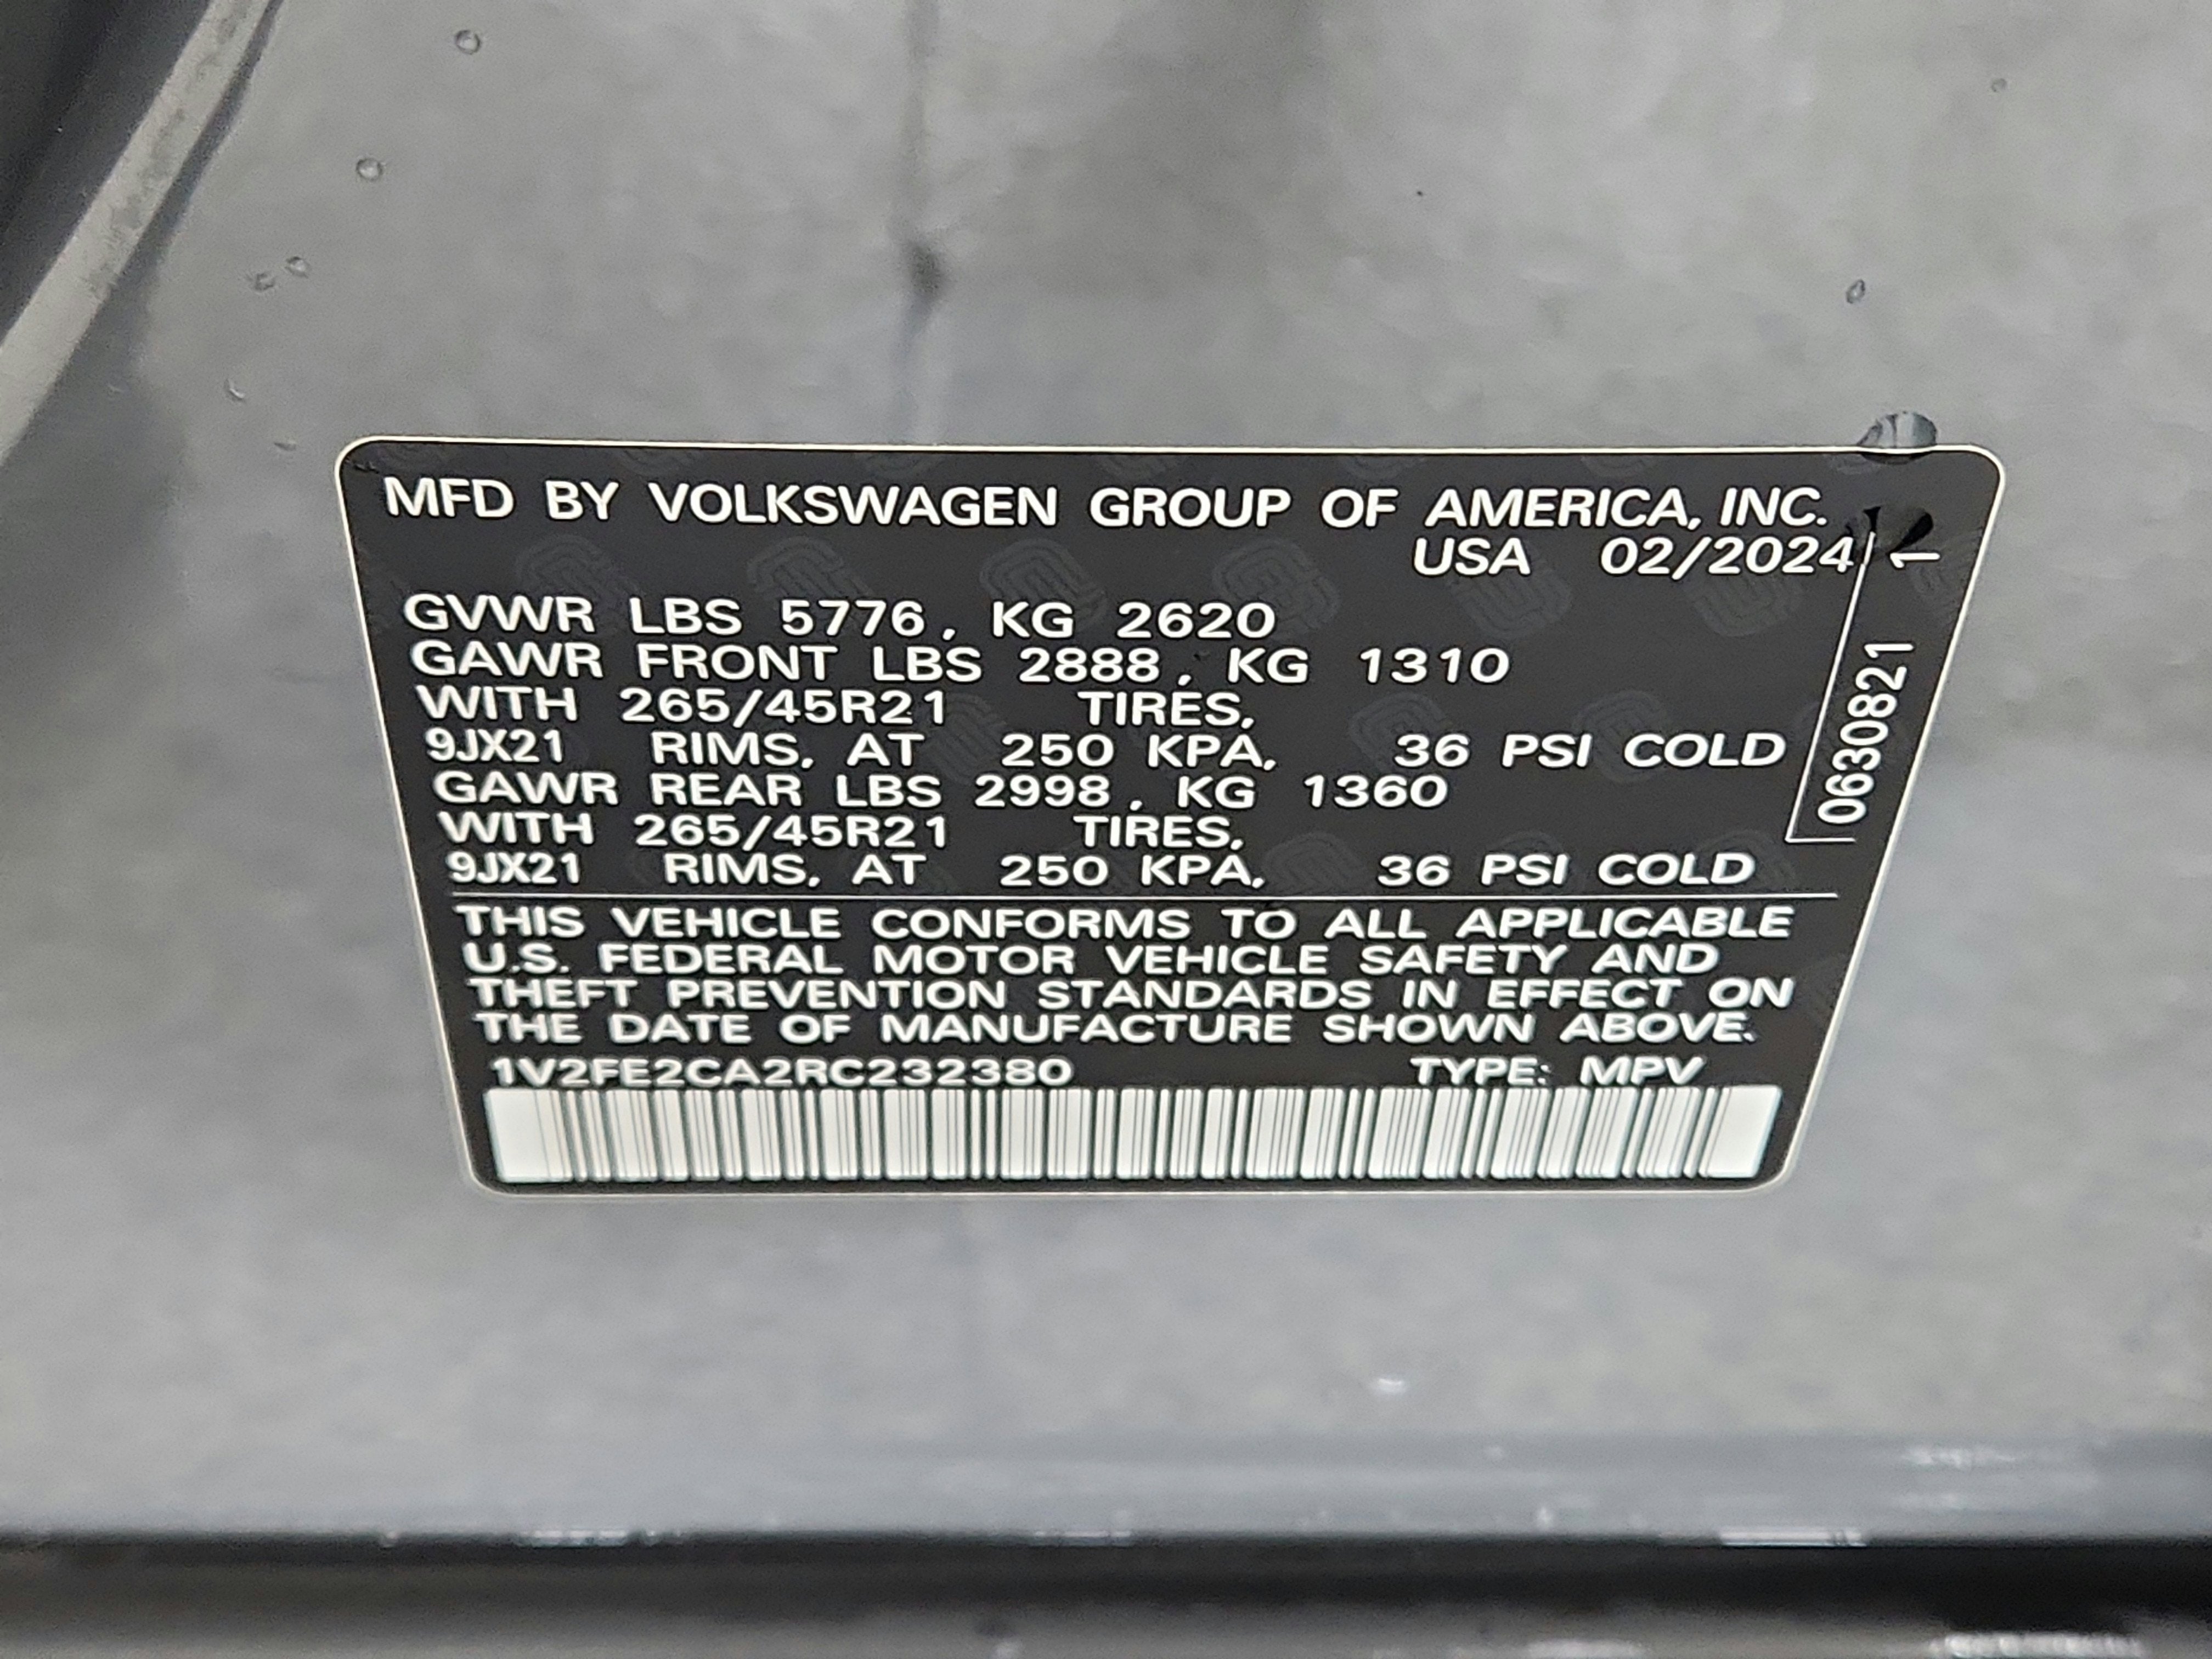 MFD BY VOLKSWAGEN GROUP OF AMERICA, INC.
USA 02/2024
GVWR LBS 5776, KG 2620
GAWR FRONT LBS 2888, KG 1310
WITH 265/45R21 TIRES,
9JX21 RIMS, AT 250 KPA, 36 PSI COLD
GAWR REAR LBS 2998, KG 1360
WITH 265/45R21 TIRES,
9JX21 RIMS, AT 250 KPA, 36 PSI COLD
THIS VEHICLE CONFORMS TO ALL APPLICABLE
U.S. FEDERAL MOTOR VEHICLE SAFETY AND
THEFT PREVENTION STANDARDS IN EFFECT ON
THE DATE OF MANUFACTURE SHOWN ABOVE.
1V2FE2CA2RC232380 TYPE: MPV
0630821 1